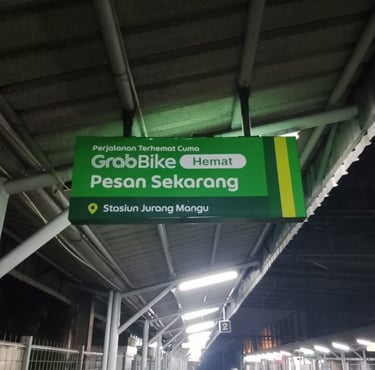 Perjalanan Terhemat Cuma
GrabBike Hemat
Pesan Sekarang
Stasiun Jurang Mangu
2